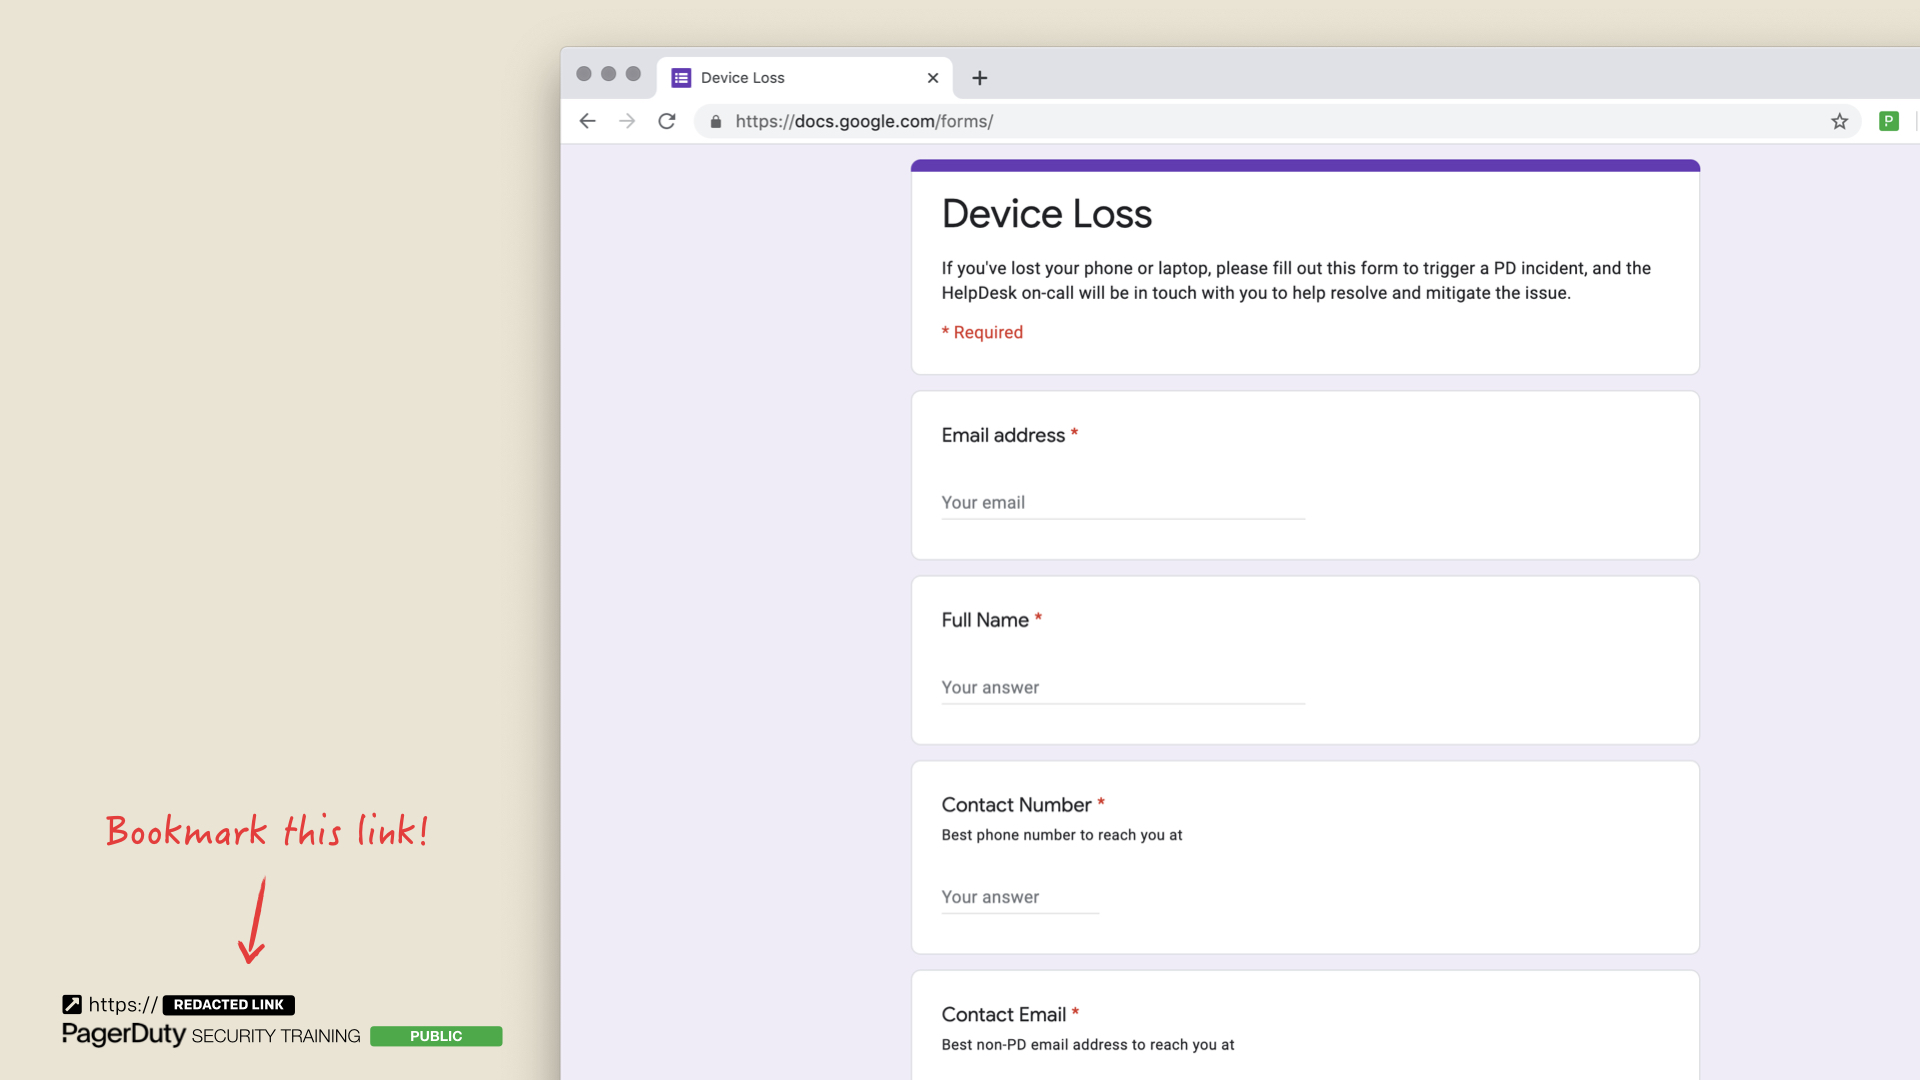 Device Loss
https://docs.google.com/forms/
P
Device Loss
If you've lost your phone or laptop, please fill out this form to trigger a PD incident, and the
HelpDesk on-call will be in touch with you to help resolve and mitigate the issue.
* Required
Email address *
Your email
Full Name *
Your answer
Contact Number *
Best phone number to reach you at
Your answer
Contact Email *
Best non-PD email address to reach you at
Bookmark this link!
https:// REDACTED LINK
PagerDuty SECURITY TRAINING PUBLIC